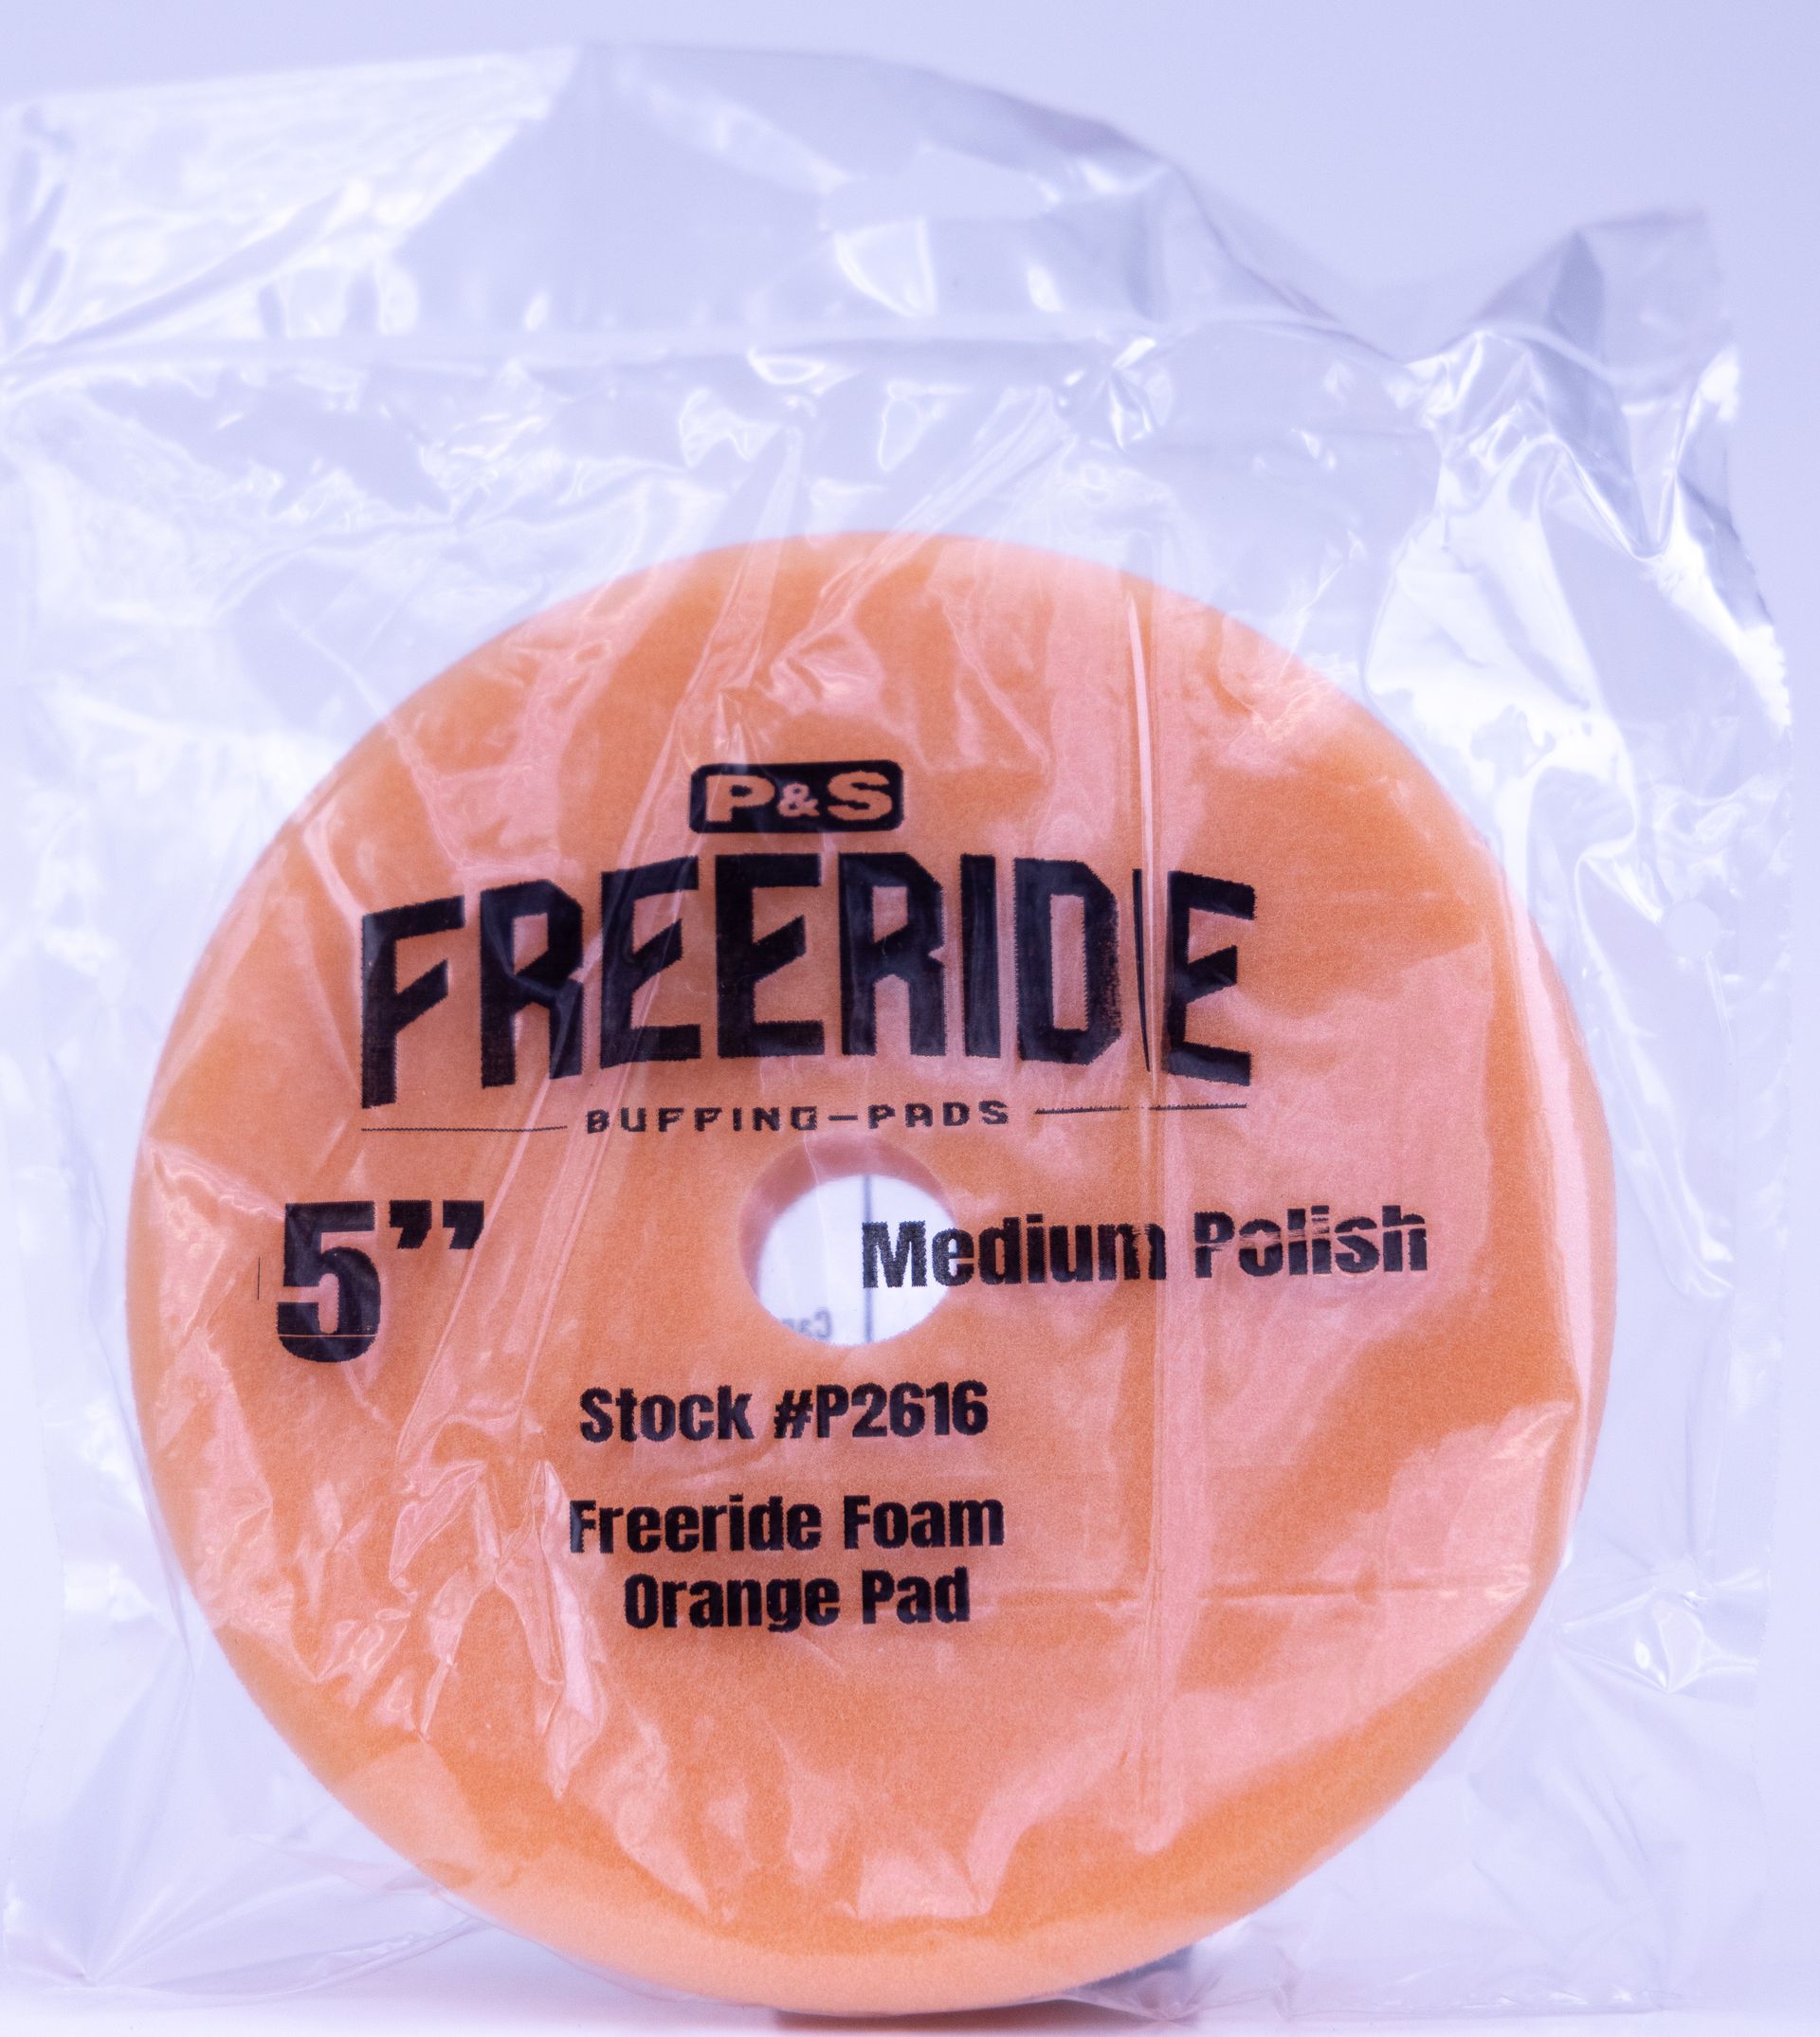 P&S
FREERIDE
BUFFING-PADS
5”
Medium Polish
Stock #P2616
Freeride Foam
Orange Pad